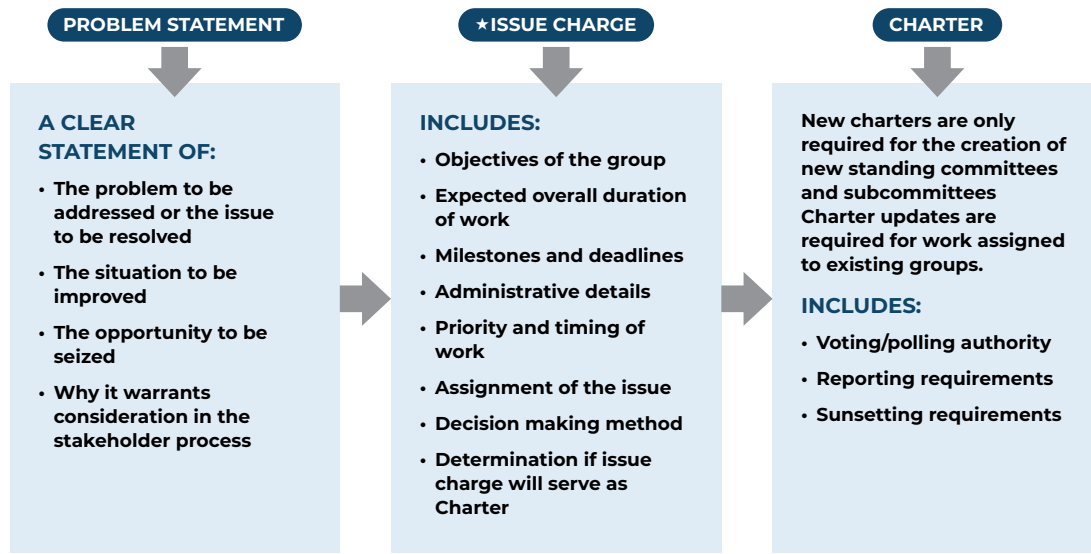 PROBLEM STATEMENT
A CLEAR
STATEMENT OF:
• The problem to be
addressed or the issue
to be resolved
• The situation to be
improved
• The opportunity to be
seized
• Why it warrants
consideration in the
stakeholder process
★ISSUE CHARGE
INCLUDES:
• Objectives of the group
• Expected overall duration
of work
• Milestones and deadlines
• Administrative details
• Priority and timing of
work
• Assignment of the issue
• Decision making method
• Determination if issue
charge will serve as
Charter
CHARTER
New charters are only
required for the creation of
new standing committees
and subcommittees
Charter updates are
required for work assigned
to existing groups.
INCLUDES:
• Voting/polling authority
• Reporting requirements
• Sunsetting requirements